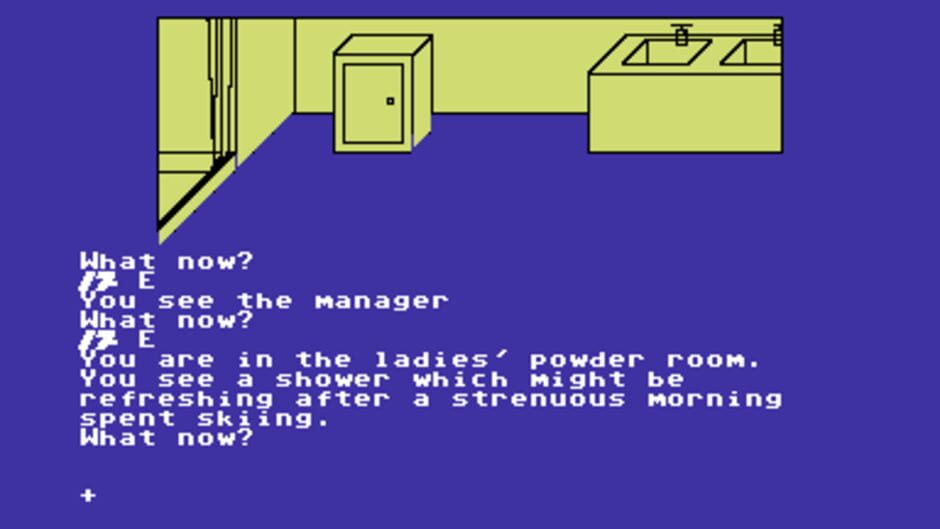 What now?
E
You see the manager
What now?
E
You are in the ladies' powder room.
You see a shower which might be
refreshing after a strenuous morning
spent skiing.
What now?
+